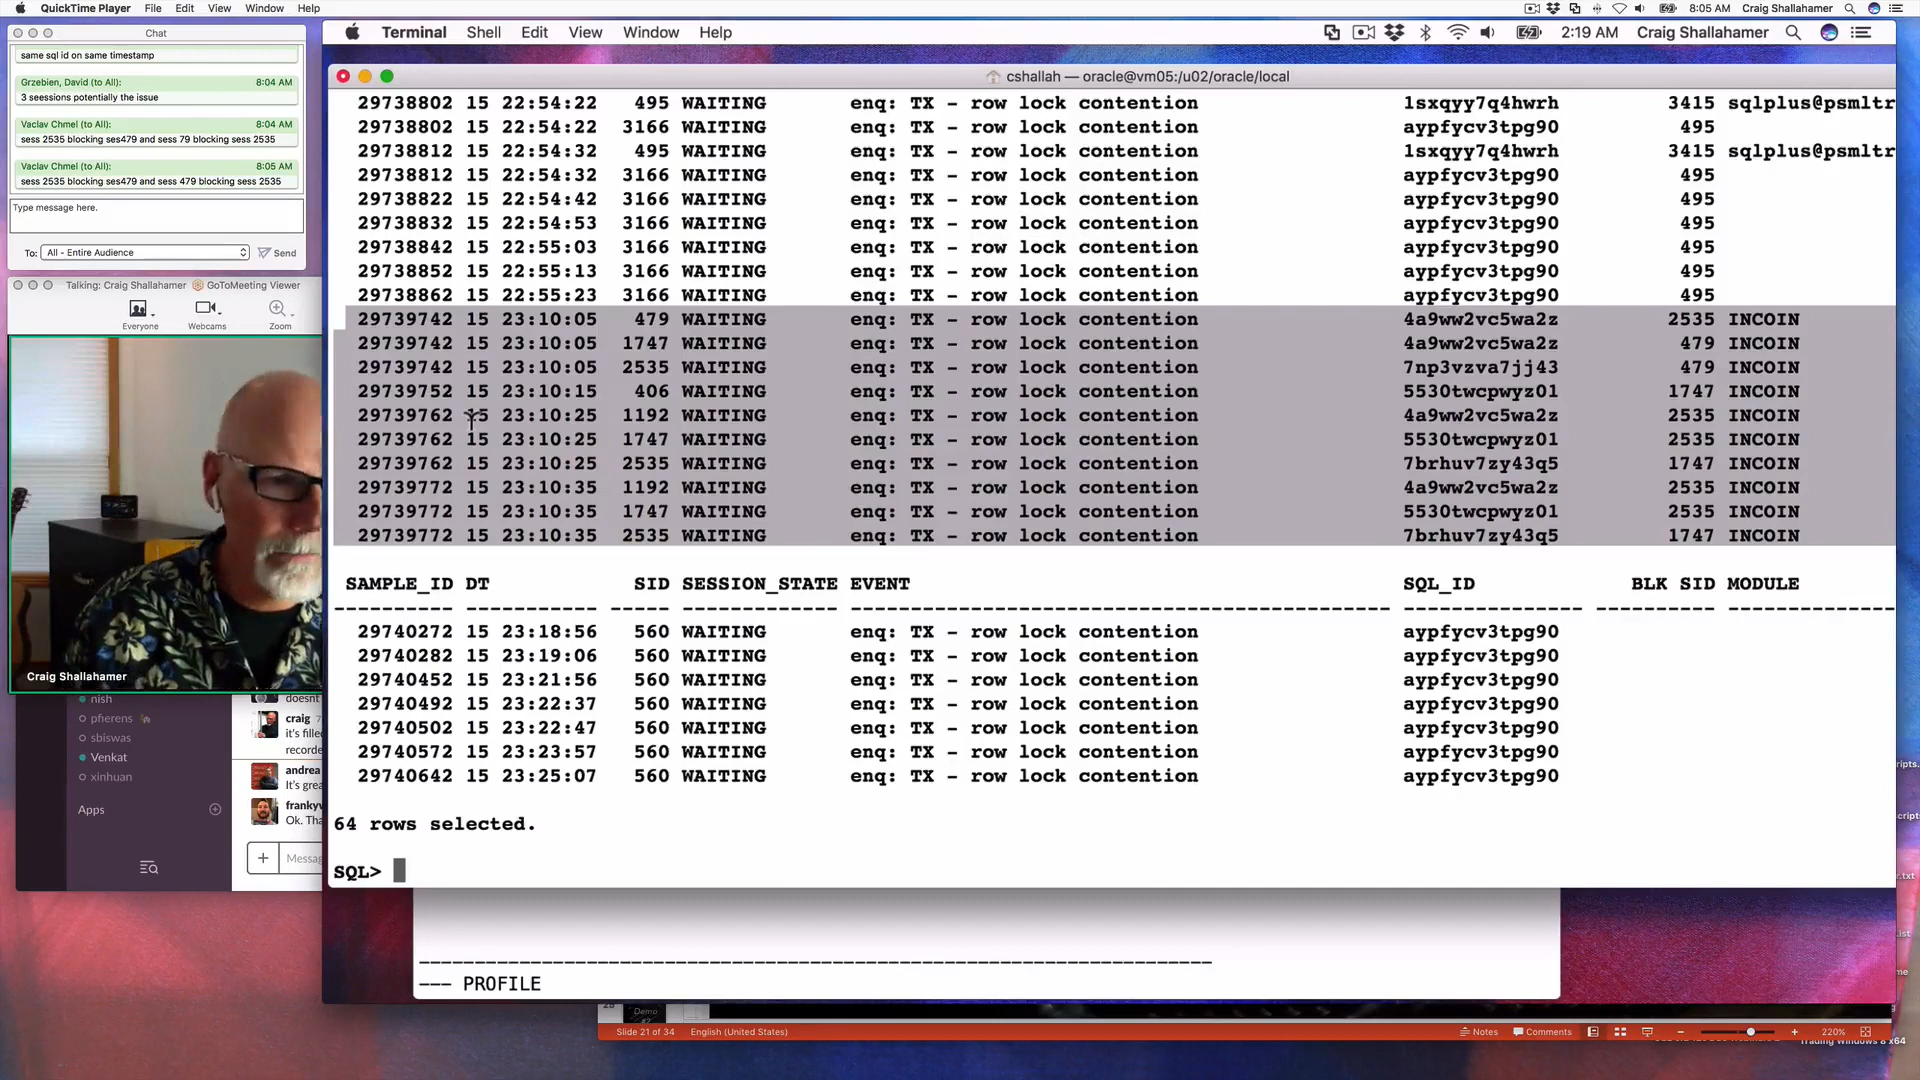 QuickTime Player File Edit View Window Help
8:05 AM Craig Shallahamer
Chat
same sql id on same timestamp
Grzebien, David (to All): 8:04 AM
3 seessions potentially the issue
Vaclav Chmel (to All): 8:04 AM
sess 2535 blocking ses479 and sess 79 blocking sess 2535
Vaclav Chmel (to All): 8:05 AM
sess 2535 blocking ses479 and sess 479 blocking sess 2535
Type message here.
To: All - Entire Audience Send
Talking: Craig Shallahamer GoToMeeting Viewer
Everyone Webcams Zoom
Craig Shallahamer
nish
pfierens
sbiswas
Venkat
xinhuan
Apps
doesnt
craig 7
it's fille
recorde
andrea
It's grea
frankyv
Ok. Tha
Messa
Terminal Shell Edit View Window Help
2:19 AM Craig Shallahamer
cshallah — oracle@vm05:/u02/oracle/local
29738802 15 22:54:22 495 WAITING enq: TX - row lock contention 1sxqyy7q4hwrh 3415 sqlplus@psmltr
29738802 15 22:54:22 3166 WAITING enq: TX - row lock contention aypfycv3tpg90 495
29738812 15 22:54:32 495 WAITING enq: TX - row lock contention 1sxqyy7q4hwrh 3415 sqlplus@psmltr
29738812 15 22:54:32 3166 WAITING enq: TX - row lock contention aypfycv3tpg90 495
29738822 15 22:54:42 3166 WAITING enq: TX - row lock contention aypfycv3tpg90 495
29738832 15 22:54:53 3166 WAITING enq: TX - row lock contention aypfycv3tpg90 495
29738842 15 22:55:03 3166 WAITING enq: TX - row lock contention aypfycv3tpg90 495
29738852 15 22:55:13 3166 WAITING enq: TX - row lock contention aypfycv3tpg90 495
29738862 15 22:55:23 3166 WAITING enq: TX - row lock contention aypfycv3tpg90 495
29739742 15 23:10:05 479 WAITING enq: TX - row lock contention 4a9ww2vc5wa2z 2535 INCOIN
29739742 15 23:10:05 1747 WAITING enq: TX - row lock contention 4a9ww2vc5wa2z 479 INCOIN
29739742 15 23:10:05 2535 WAITING enq: TX - row lock contention 7np3vzva7jj43 479 INCOIN
29739752 15 23:10:15 406 WAITING enq: TX - row lock contention 5530twcpwyz01 1747 INCOIN
29739762 15 23:10:25 1192 WAITING enq: TX - row lock contention 4a9ww2vc5wa2z 2535 INCOIN
29739762 15 23:10:25 1747 WAITING enq: TX - row lock contention 5530twcpwyz01 2535 INCOIN
29739762 15 23:10:25 2535 WAITING enq: TX - row lock contention 7brhuv7zy43q5 1747 INCOIN
29739772 15 23:10:35 1192 WAITING enq: TX - row lock contention 4a9ww2vc5wa2z 2535 INCOIN
29739772 15 23:10:35 1747 WAITING enq: TX - row lock contention 5530twcpwyz01 2535 INCOIN
29739772 15 23:10:35 2535 WAITING enq: TX - row lock contention 7brhuv7zy43q5 1747 INCOIN
SAMPLE_ID DT SID SESSION_STATE EVENT SQL_ID BLK SID MODULE
29740272 15 23:18:56 560 WAITING enq: TX - row lock contention aypfycv3tpg90
29740282 15 23:19:06 560 WAITING enq: TX - row lock contention aypfycv3tpg90
29740452 15 23:21:56 560 WAITING enq: TX - row lock contention aypfycv3tpg90
29740492 15 23:22:37 560 WAITING enq: TX - row lock contention aypfycv3tpg90
29740502 15 23:22:47 560 WAITING enq: TX - row lock contention aypfycv3tpg90
29740572 15 23:23:57 560 WAITING enq: TX - row lock contention aypfycv3tpg90
29740642 15 23:25:07 560 WAITING enq: TX - row lock contention aypfycv3tpg90
64 rows selected.
SQL>
--- PROFILE
Demo
Slide 21 of 34 English (United States) Notes Comments 220%
Trading Windows 8 x64